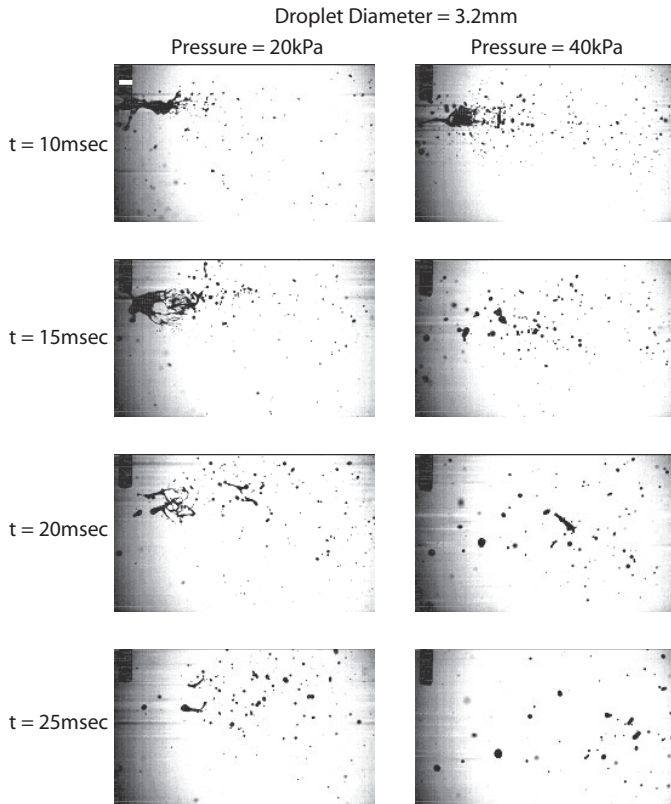 Droplet Diameter = 3.2mm
Pressure = 20kPa
Pressure = 40kPa
t = 10msec
t = 15msec
t = 20msec
t = 25msec